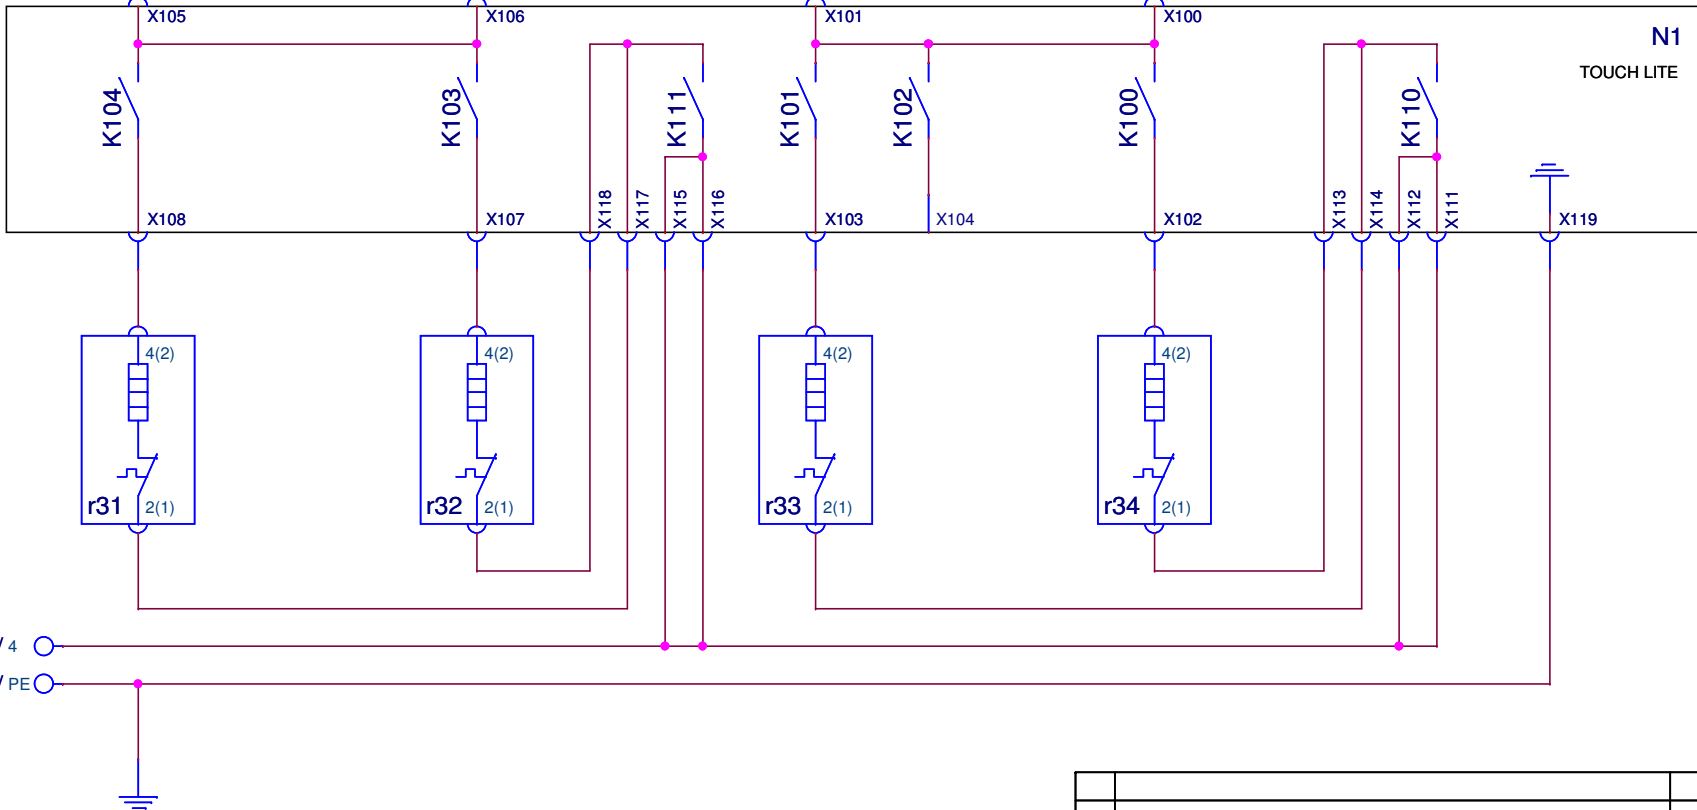 X105
X106
X101
X100
N1
TOUCH LITE
K104
K103
K111
K101
K102
K100
K110
X108
X107
X118
X117
X115
X116
X103
X104
X102
X113
X114
X112
X111
X119
4(2)
4(2)
4(2)
4(2)
r31
2(1)
r32
2(1)
r33
2(1)
r34
2(1)
/ 4
/ PE